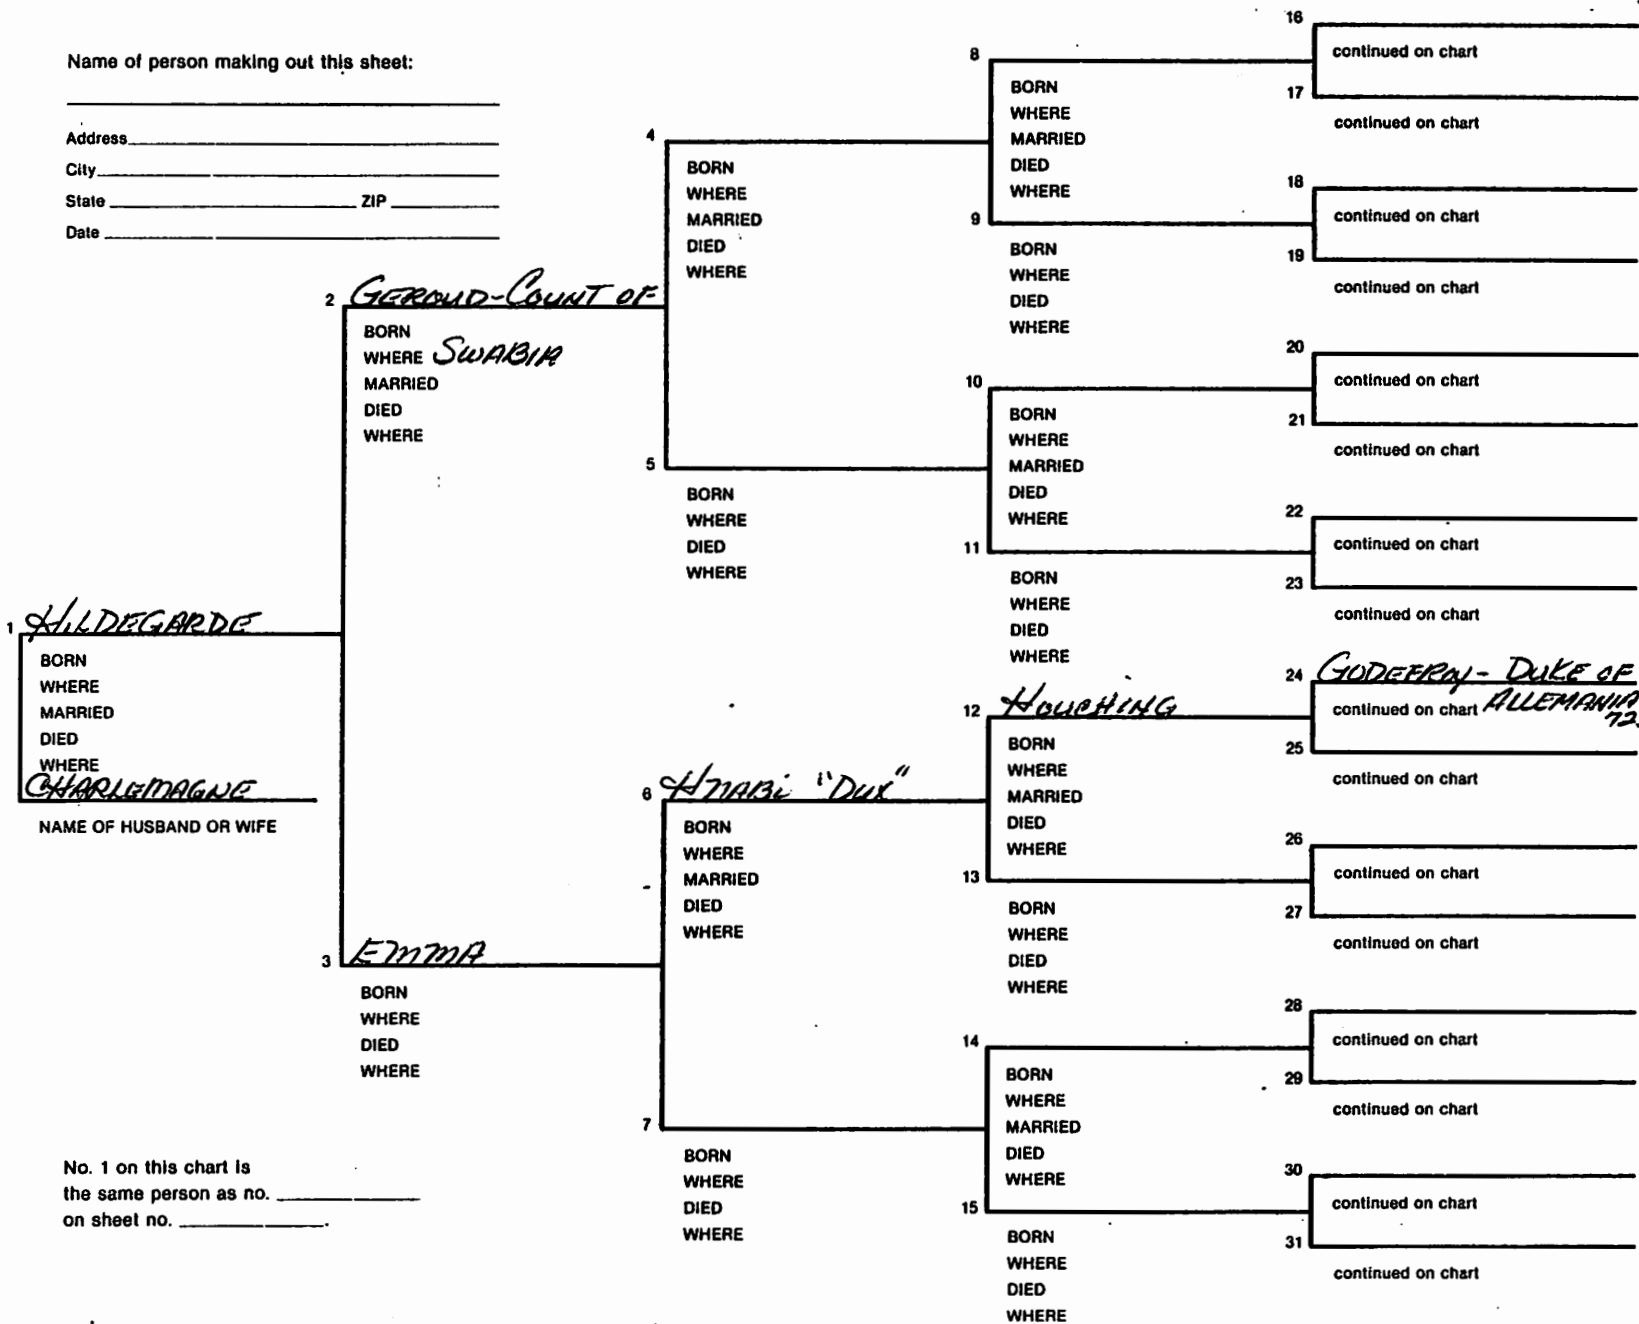 Name of person making out this sheet:
Address
City
State ZIP
Date
1 HILDEGARDE
BORN
WHERE
MARRIED
DIED
WHERE
CHARLEMAGNE
NAME OF HUSBAND OR WIFE
No. 1 on this chart is
the same person as no.
on sheet no. .
2 GEROUD-COUNT OF
BORN
WHERE SWABIA
MARRIED
DIED
WHERE
3 EMMA
BORN
WHERE
DIED
WHERE
4
BORN
WHERE
MARRIED
DIED
WHERE
5
BORN
WHERE
DIED
WHERE
6 HNABI "DUX"
BORN
WHERE
MARRIED
DIED
WHERE
7
BORN
WHERE
DIED
WHERE
8
BORN
WHERE
MARRIED
DIED
WHERE
9
BORN
WHERE
DIED
WHERE
10
BORN
WHERE
MARRIED
DIED
WHERE
11
BORN
WHERE
DIED
WHERE
12 HOUCHING
BORN
WHERE
MARRIED
DIED
WHERE
13
BORN
WHERE
DIED
WHERE
14
BORN
WHERE
MARRIED
DIED
WHERE
15
BORN
WHERE
DIED
WHERE
16
continued on chart
17
continued on chart
18
continued on chart
19
continued on chart
20
continued on chart
21
continued on chart
22
continued on chart
23
continued on chart
24 GODEFROY - DUKE OF
continued on chart ALLEMANIA
25
continued on chart
26
continued on chart
27
continued on chart
28
continued on chart
29
continued on chart
30
continued on chart
31
continued on chart